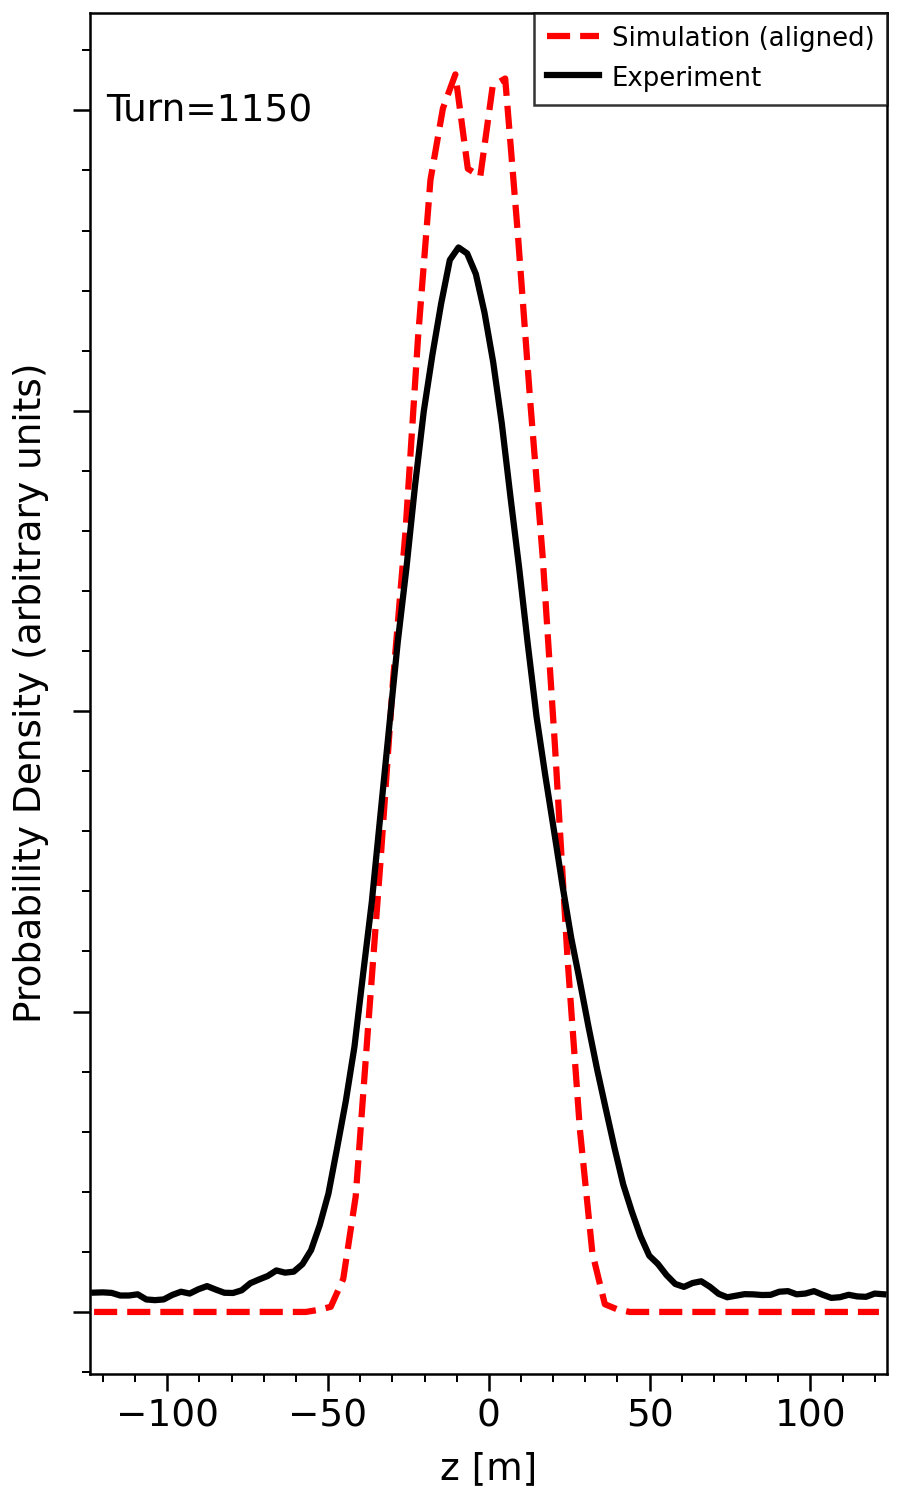 Simulation (aligned)
Experiment
Turn=1150
Probability Density (arbitrary units)
−100 −50 0 50 100
z [m]